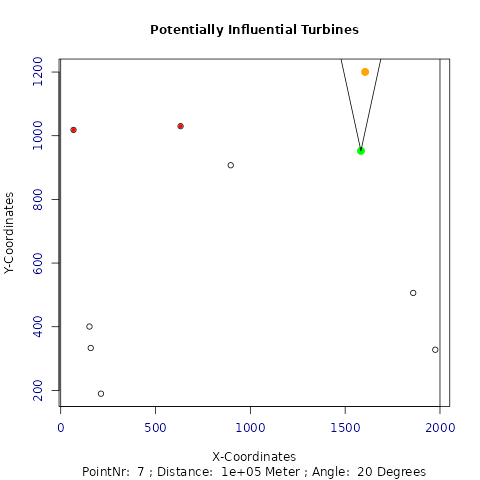 Potentially Influential Turbines
1200
1000
800
600
400
200
Y-Coordinates
0 500 1000 1500 2000
X-Coordinates
PointNr: 7 ; Distance: 1e+05 Meter ; Angle: 20 Degrees